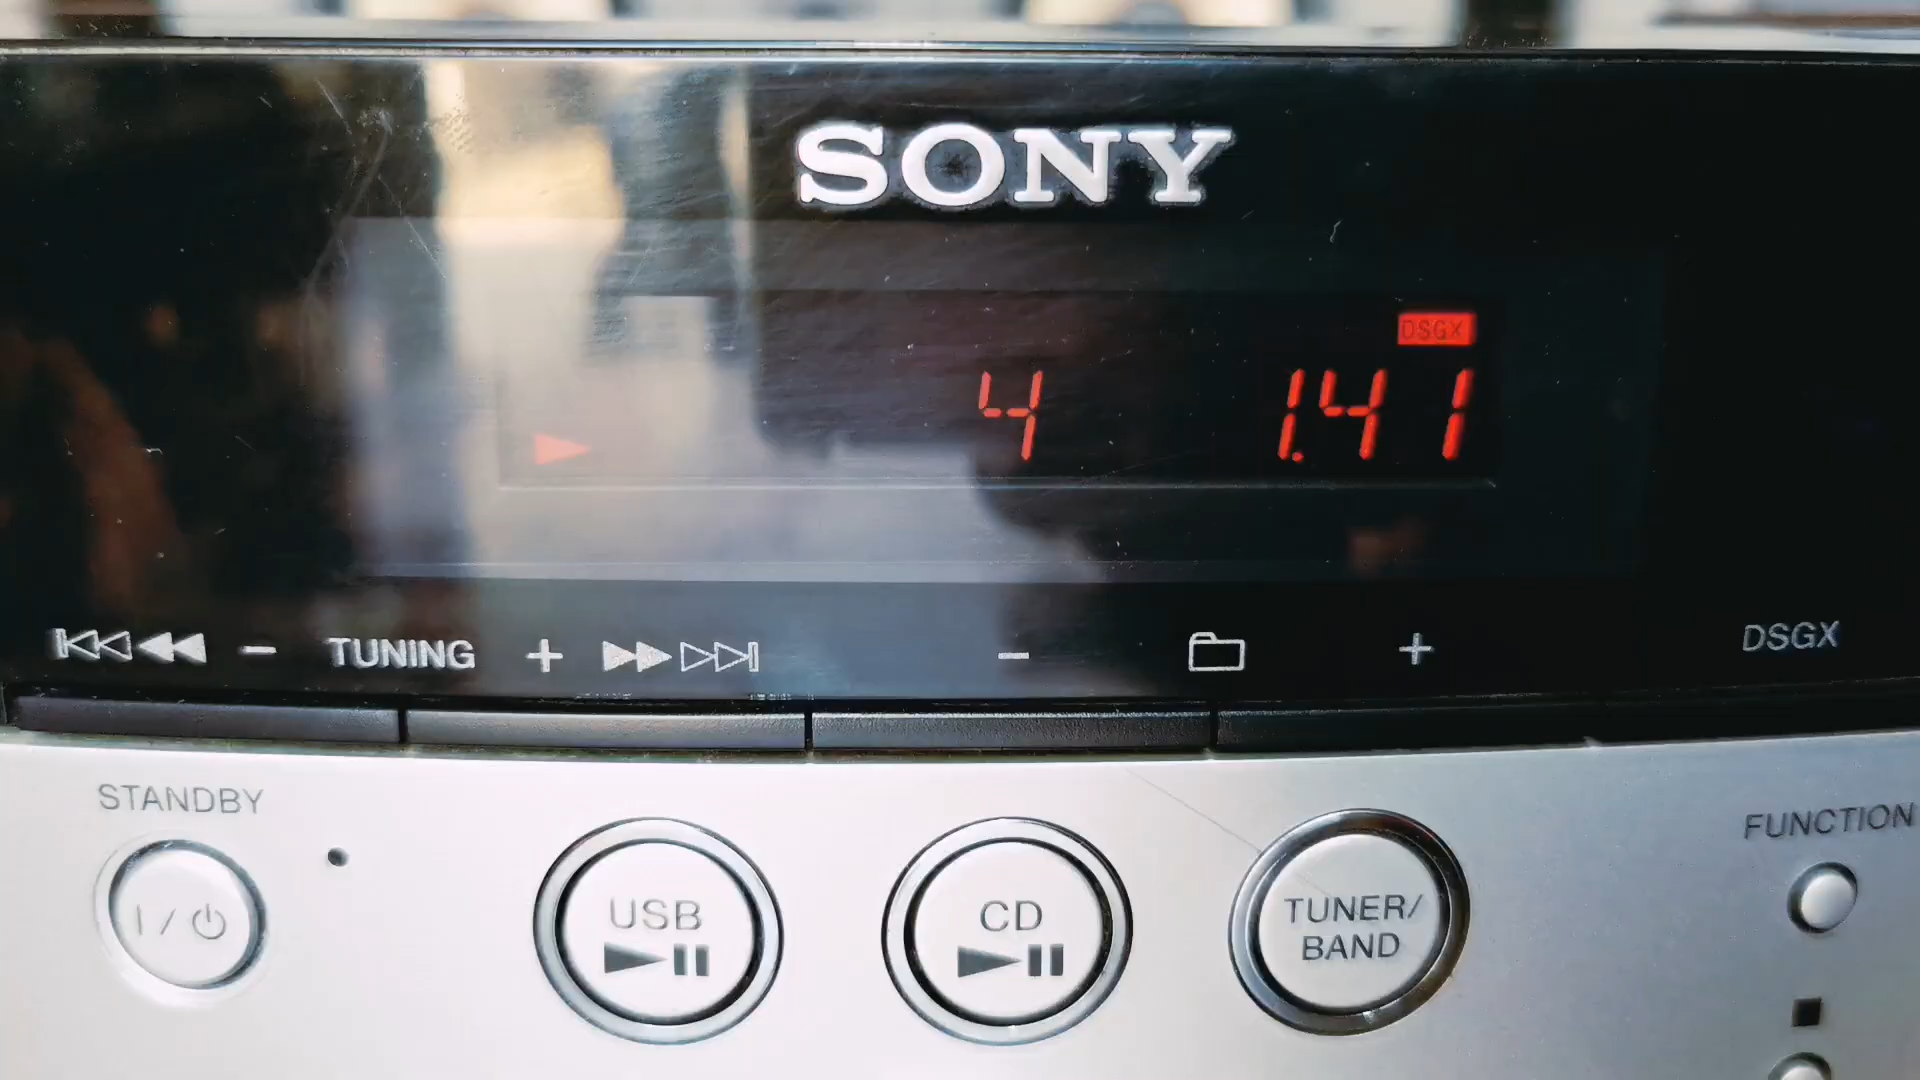 SONY
DSGX
4 1.41
− TUNING + − + DSGX
STANDBY
FUNCTION
I / ⏻
USB
CD
TUNER/
BAND